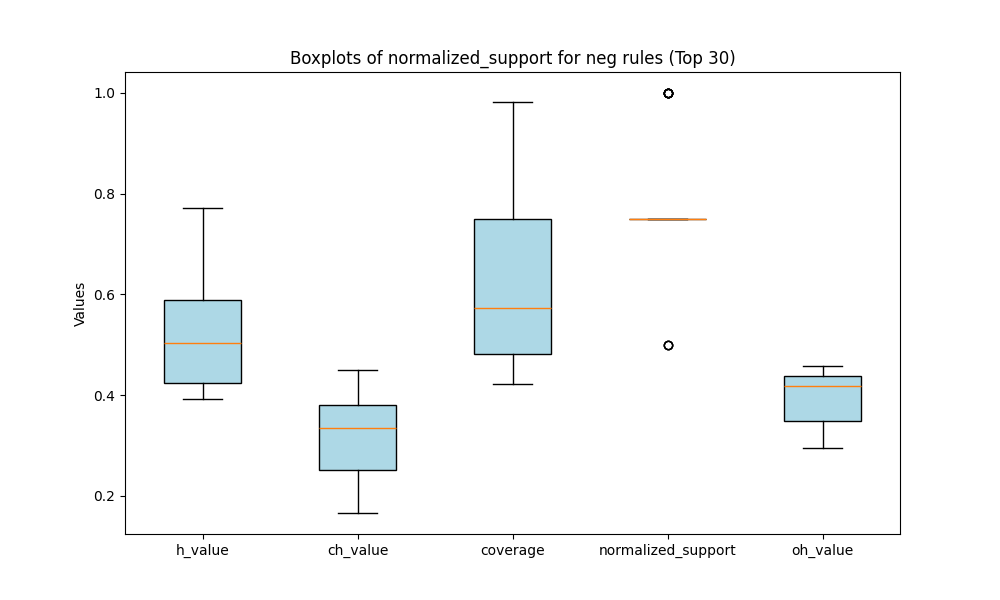 Boxplots of normalized_support for neg rules (Top 30)
Values
1.0
0.8
0.6
0.4
0.2
h_value
ch_value
coverage
normalized_support
oh_value